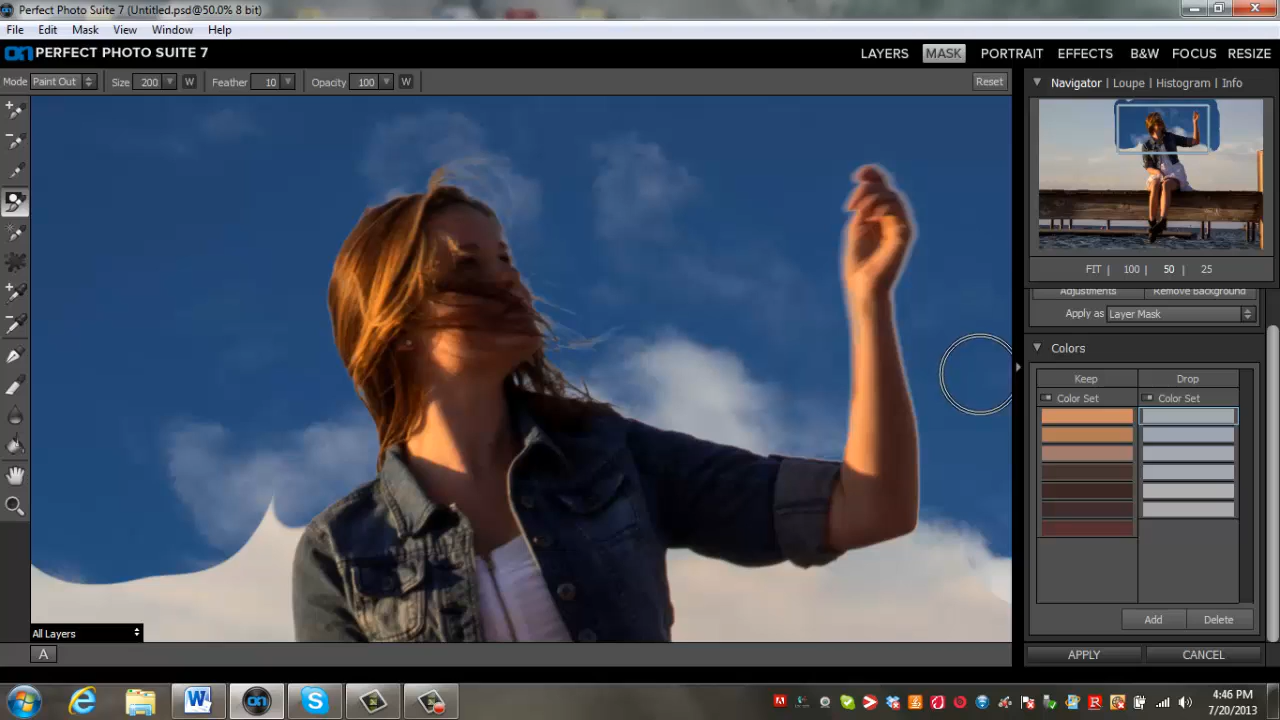 Perfect Photo Suite 7 (Untitled.psd@50.0% 8 bit)
File Edit Mask View Window Help
on PERFECT PHOTO SUITE 7 LAYERS MASK PORTRAIT EFFECTS B&W FOCUS RESIZE
Mode Paint Out Size 200 W Feather 10 Opacity 100 W Reset
Navigator | Loupe | Histogram | Info
FIT | 100 | 50 | 25
Adjustments Remove Background
Apply as Layer Mask
Colors
Keep Drop
Color Set Color Set
Add Delete
All Layers
A APPLY CANCEL
4:46 PM
7/20/2013